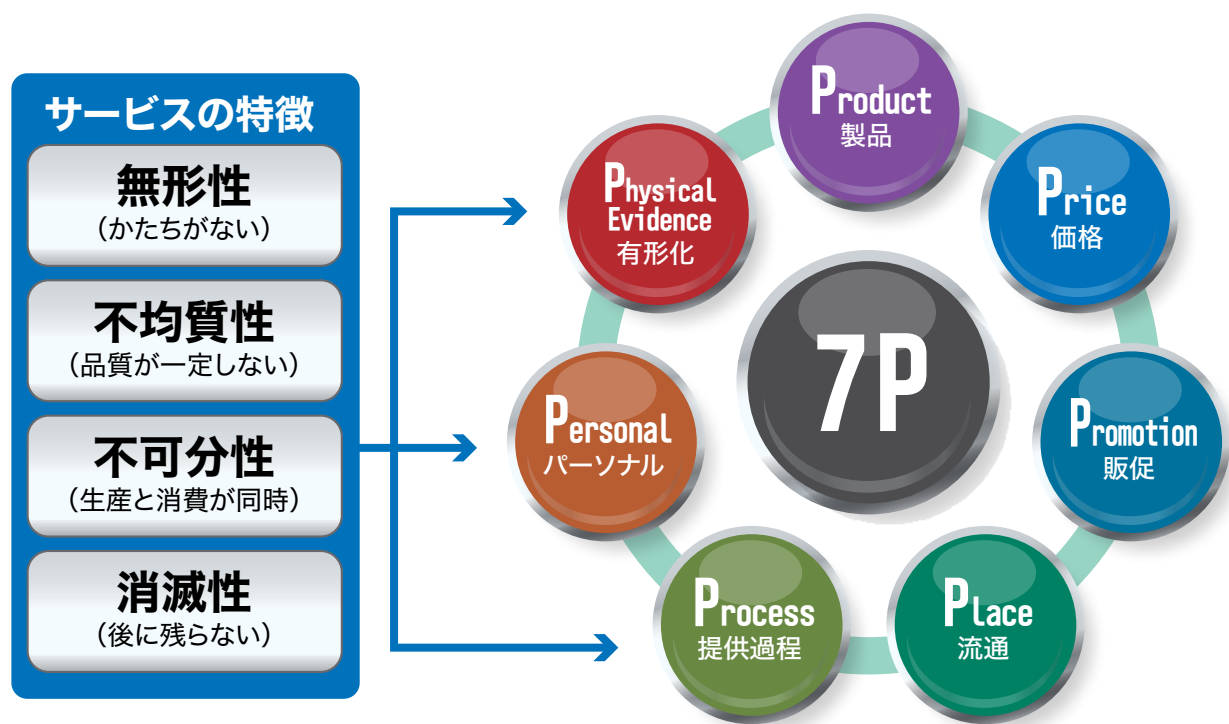 サービスの特徴
無形性
（かたちがない）
不均質性
（品質が一定しない）
不可分性
（生産と消費が同時）
消滅性
（後に残らない）
Product
製品
Price
価格
Promotion
販促
Place
流通
Process
提供過程
Personal
パーソナル
Physical
Evidence
有形化
7P